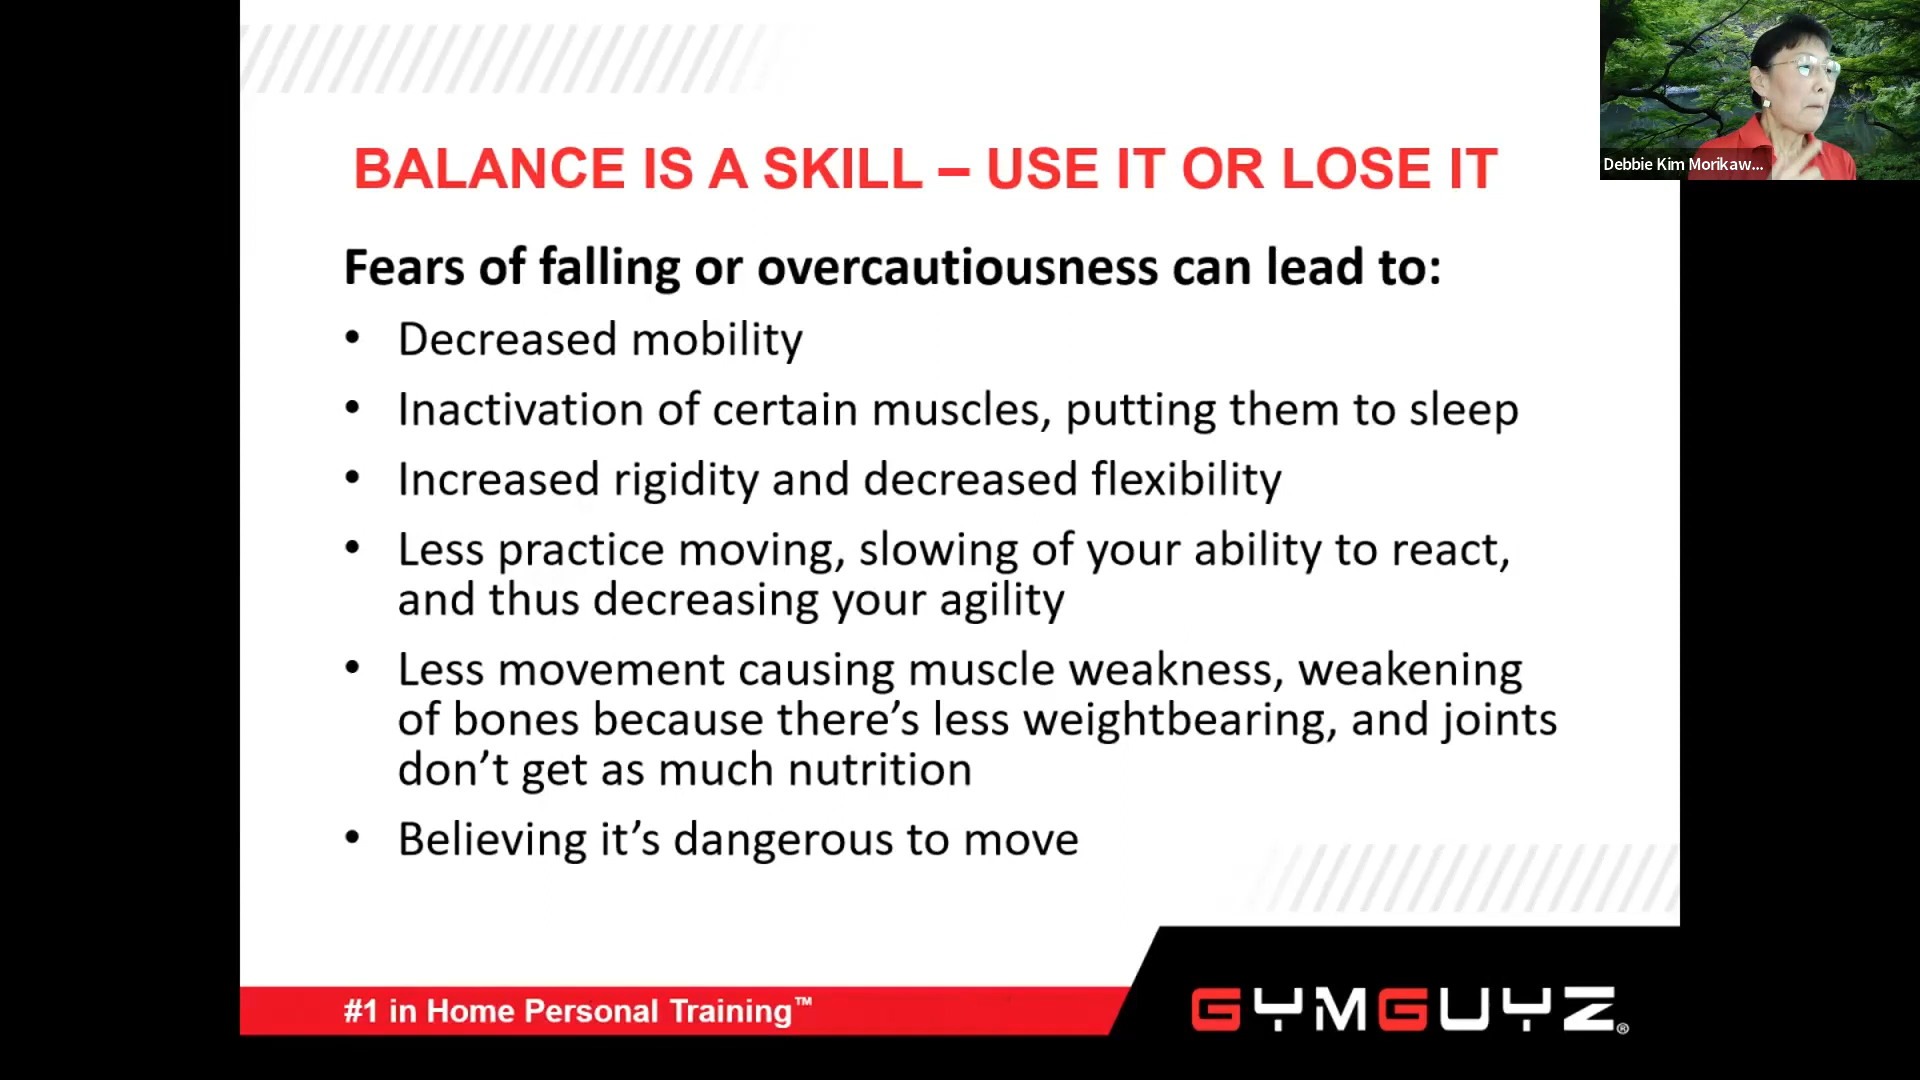 BALANCE IS A SKILL – USE IT OR LOSE IT
Debbie Kim Morikaw...
Fears of falling or overcautiousness can lead to:
• Decreased mobility
• Inactivation of certain muscles, putting them to sleep
• Increased rigidity and decreased flexibility
• Less practice moving, slowing of your ability to react,
and thus decreasing your agility
• Less movement causing muscle weakness, weakening
of bones because there’s less weightbearing, and joints
don’t get as much nutrition
• Believing it’s dangerous to move
#1 in Home Personal Training™
GYMGUYZ®